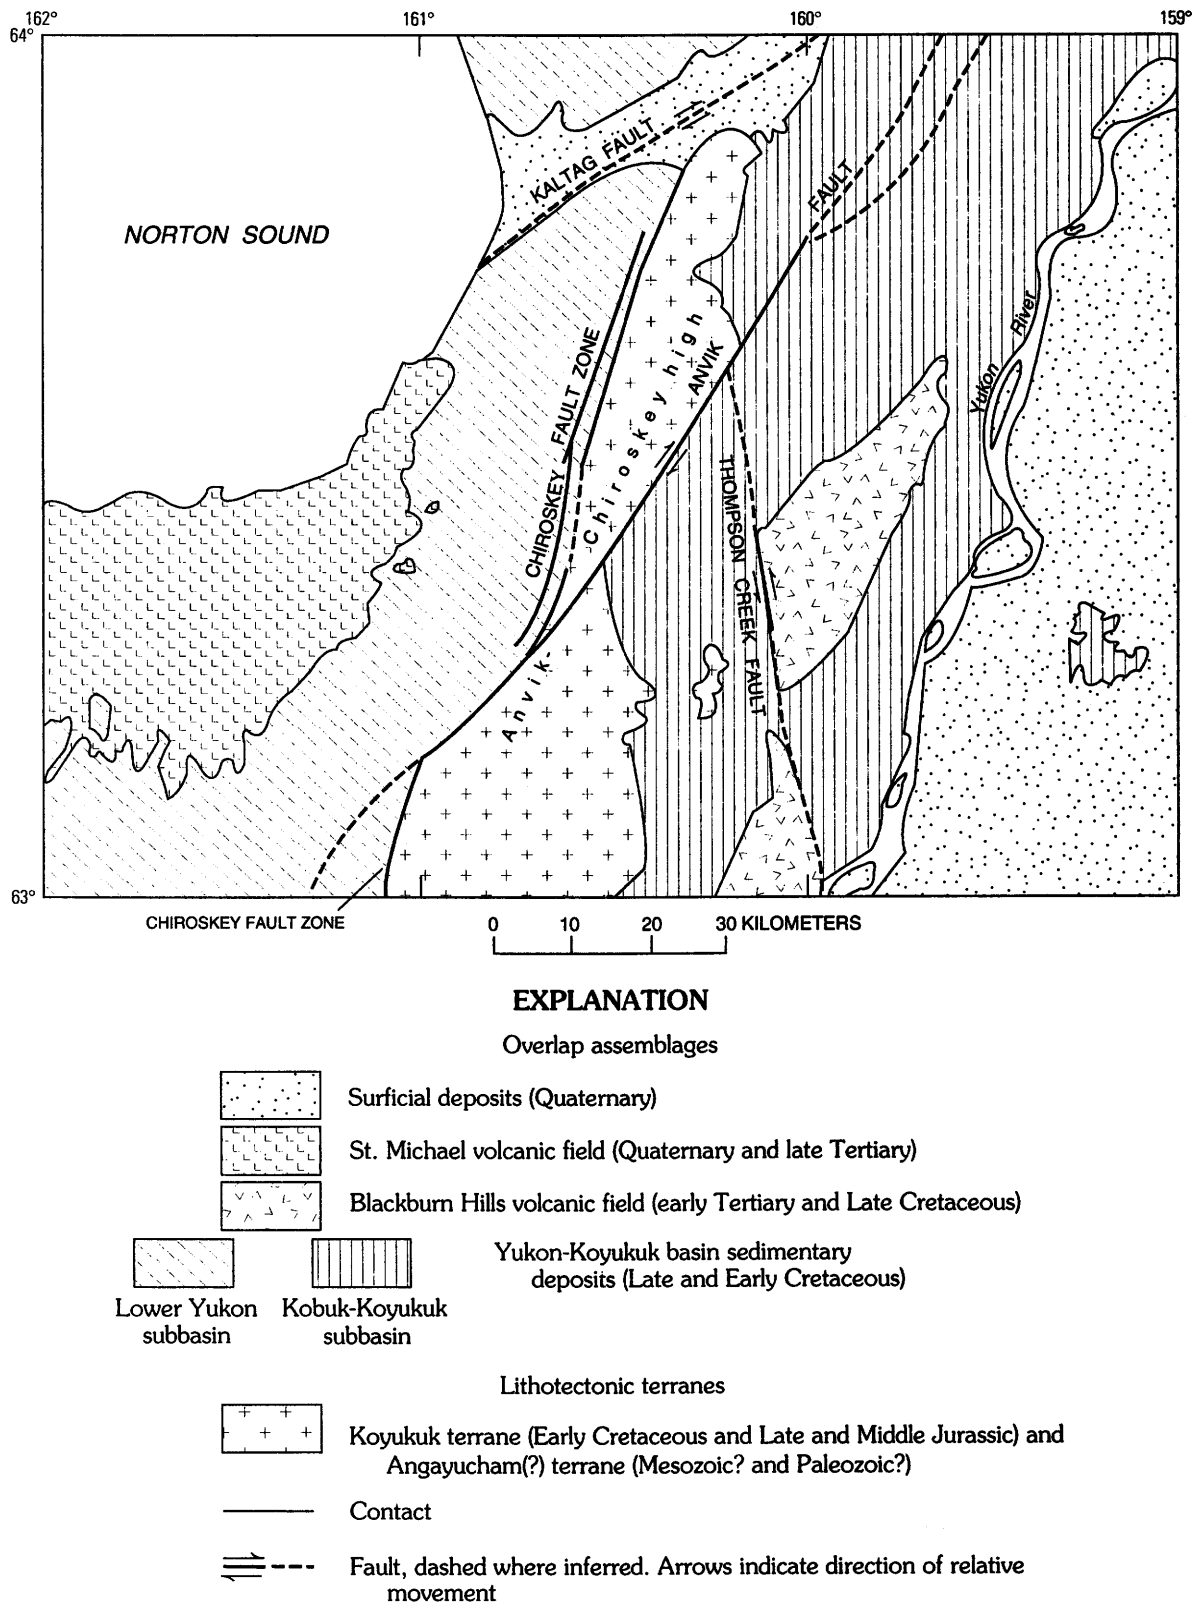 162°
161°
160°
159°
64°
KALTAG FAULT
FAULT
NORTON SOUND
River
CHIROSKEY FAULT ZONE
Chiroskey high
ANVIK
Yukon
THOMPSON CREEK FAULT
Anvik-
63°
CHIROSKEY FAULT ZONE
0 10 20 30 KILOMETERS
EXPLANATION
Overlap assemblages
Surficial deposits (Quaternary)
St. Michael volcanic field (Quaternary and late Tertiary)
Blackburn Hills volcanic field (early Tertiary and Late Cretaceous)
Yukon-Koyukuk basin sedimentary
deposits (Late and Early Cretaceous)
Lower Yukon
subbasin
Kobuk-Koyukuk
subbasin
Lithotectonic terranes
Koyukuk terrane (Early Cretaceous and Late and Middle Jurassic) and
Angayucham(?) terrane (Mesozoic? and Paleozoic?)
Contact
Fault, dashed where inferred. Arrows indicate direction of relative
movement